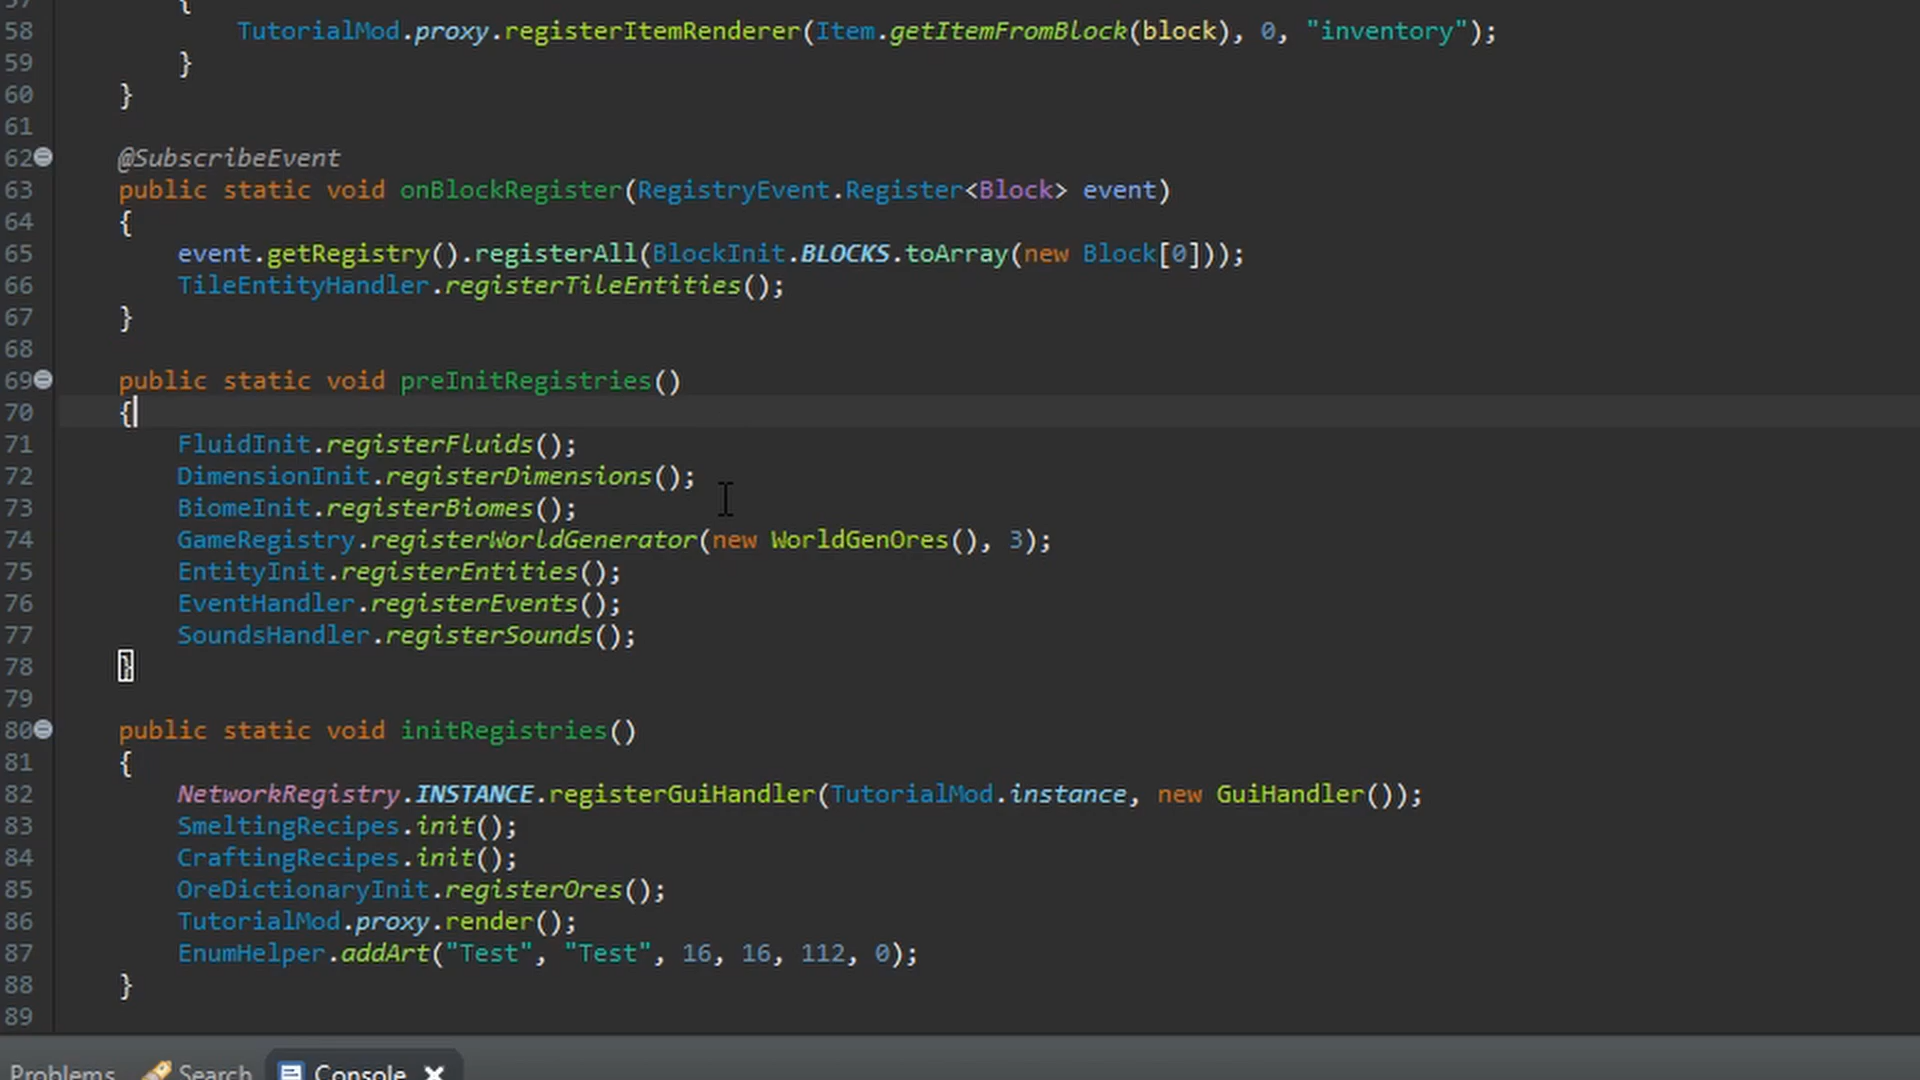 57 {
58 TutorialMod.proxy.registerItemRenderer(Item.getItemFromBlock(block), 0, "inventory");
59 }
60 }
61
62 @SubscribeEvent
63 public static void onBlockRegister(RegistryEvent.Register<Block> event)
64 {
65 event.getRegistry().registerAll(BlockInit.BLOCKS.toArray(new Block[0]));
66 TileEntityHandler.registerTileEntities();
67 }
68
69 public static void preInitRegistries()
70 {
71 FluidInit.registerFluids();
72 DimensionInit.registerDimensions();
73 BiomeInit.registerBiomes();
74 GameRegistry.registerWorldGenerator(new WorldGenOres(), 3);
75 EntityInit.registerEntities();
76 EventHandler.registerEvents();
77 SoundsHandler.registerSounds();
78 }
79
80 public static void initRegistries()
81 {
82 NetworkRegistry.INSTANCE.registerGuiHandler(TutorialMod.instance, new GuiHandler());
83 SmeltingRecipes.init();
84 CraftingRecipes.init();
85 OreDictionaryInit.registerOres();
86 TutorialMod.proxy.render();
87 EnumHelper.addArt("Test", "Test", 16, 16, 112, 0);
88 }
89
Problems Search Console